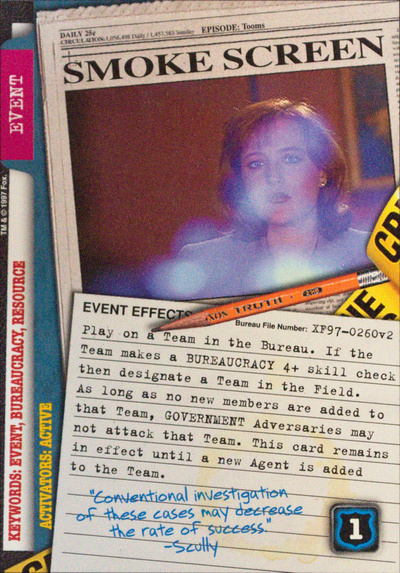 DAILY 25¢ EPISODE: Tooms
CIRCULATION: 1,056,498 Daily / 1,457,583 Sunday
SMOKE SCREEN
EVENT
TM & © 1997 Fox.
KEYWORDS: EVENT, BUREAUCRACY, RESOURCE
ACTIVATORS: ACTIVE
TRUTH
EVENT EFFECTS
Bureau File Number: XF97-0260v2
Play on a Team in the Bureau. If the
Team makes a BUREAUCRACY 4+ skill check
then designate a Team in the Field.
As long as no new members are added to
that Team, GOVERNMENT Adversaries may
not attack that Team. This card remains
in effect until a new Agent is added
to the Team.
"Conventional investigation
of these cases may decrease
the rate of success."
-Scully
1